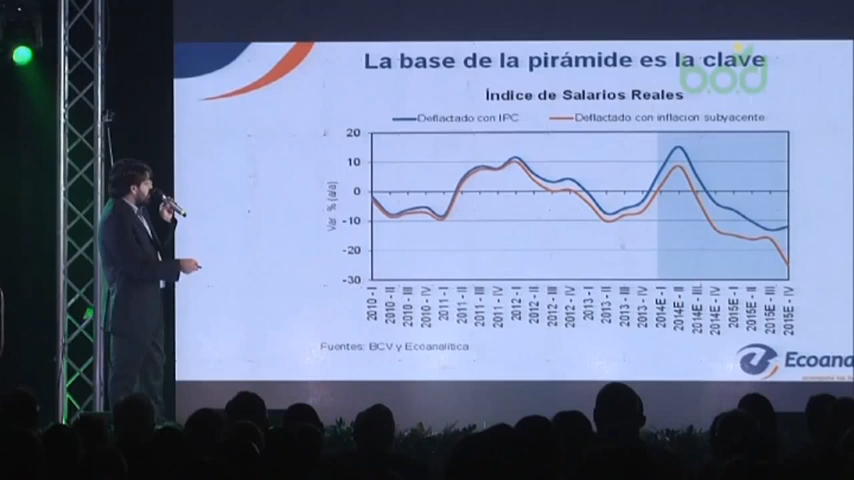 La base de la pirámide es la clave
b.o.d
Índice de Salarios Reales
Deflactado con IPC
Deflactado con inflacion subyacente
Var. % (a/a)
20
10
0
-10
-20
-30
2010 - I
2010 - II
2010 - III
2010 - IV
2011 - I
2011 - II
2011 - III
2011 - IV
2012 - I
2012 - II
2012 - III
2012 - IV
2013 - I
2013 - II
2013 - III
2013 - IV
2014E - I
2014E - II
2014E - III
2014E - IV
2015E - I
2015E - II
2015E - III
2015E - IV
Fuentes: BCV y Ecoanalítica
Ecoana